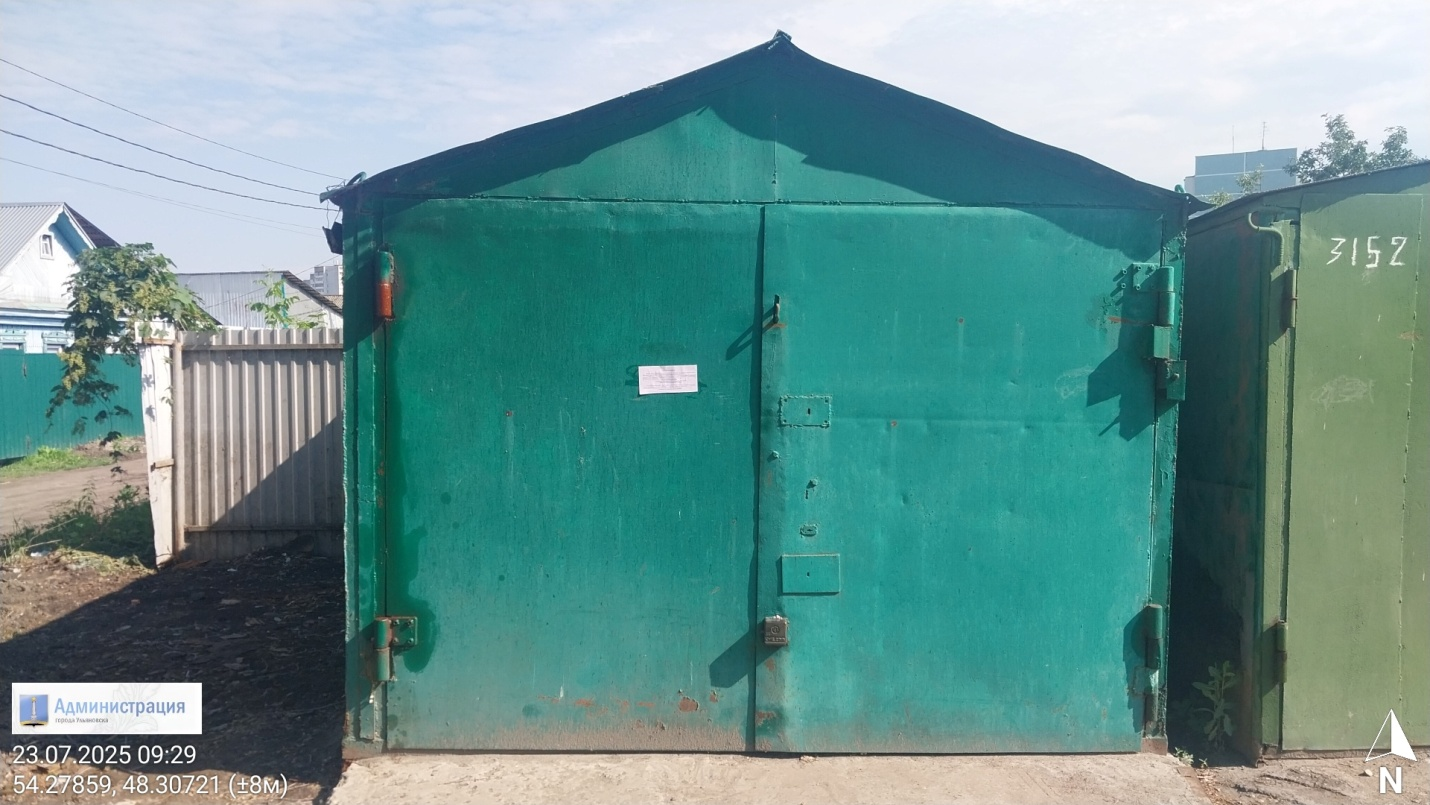 3152
Администрация
города Ульяновска
23.07.2025 09:29
54.27859, 48.30721 (±8м)
N